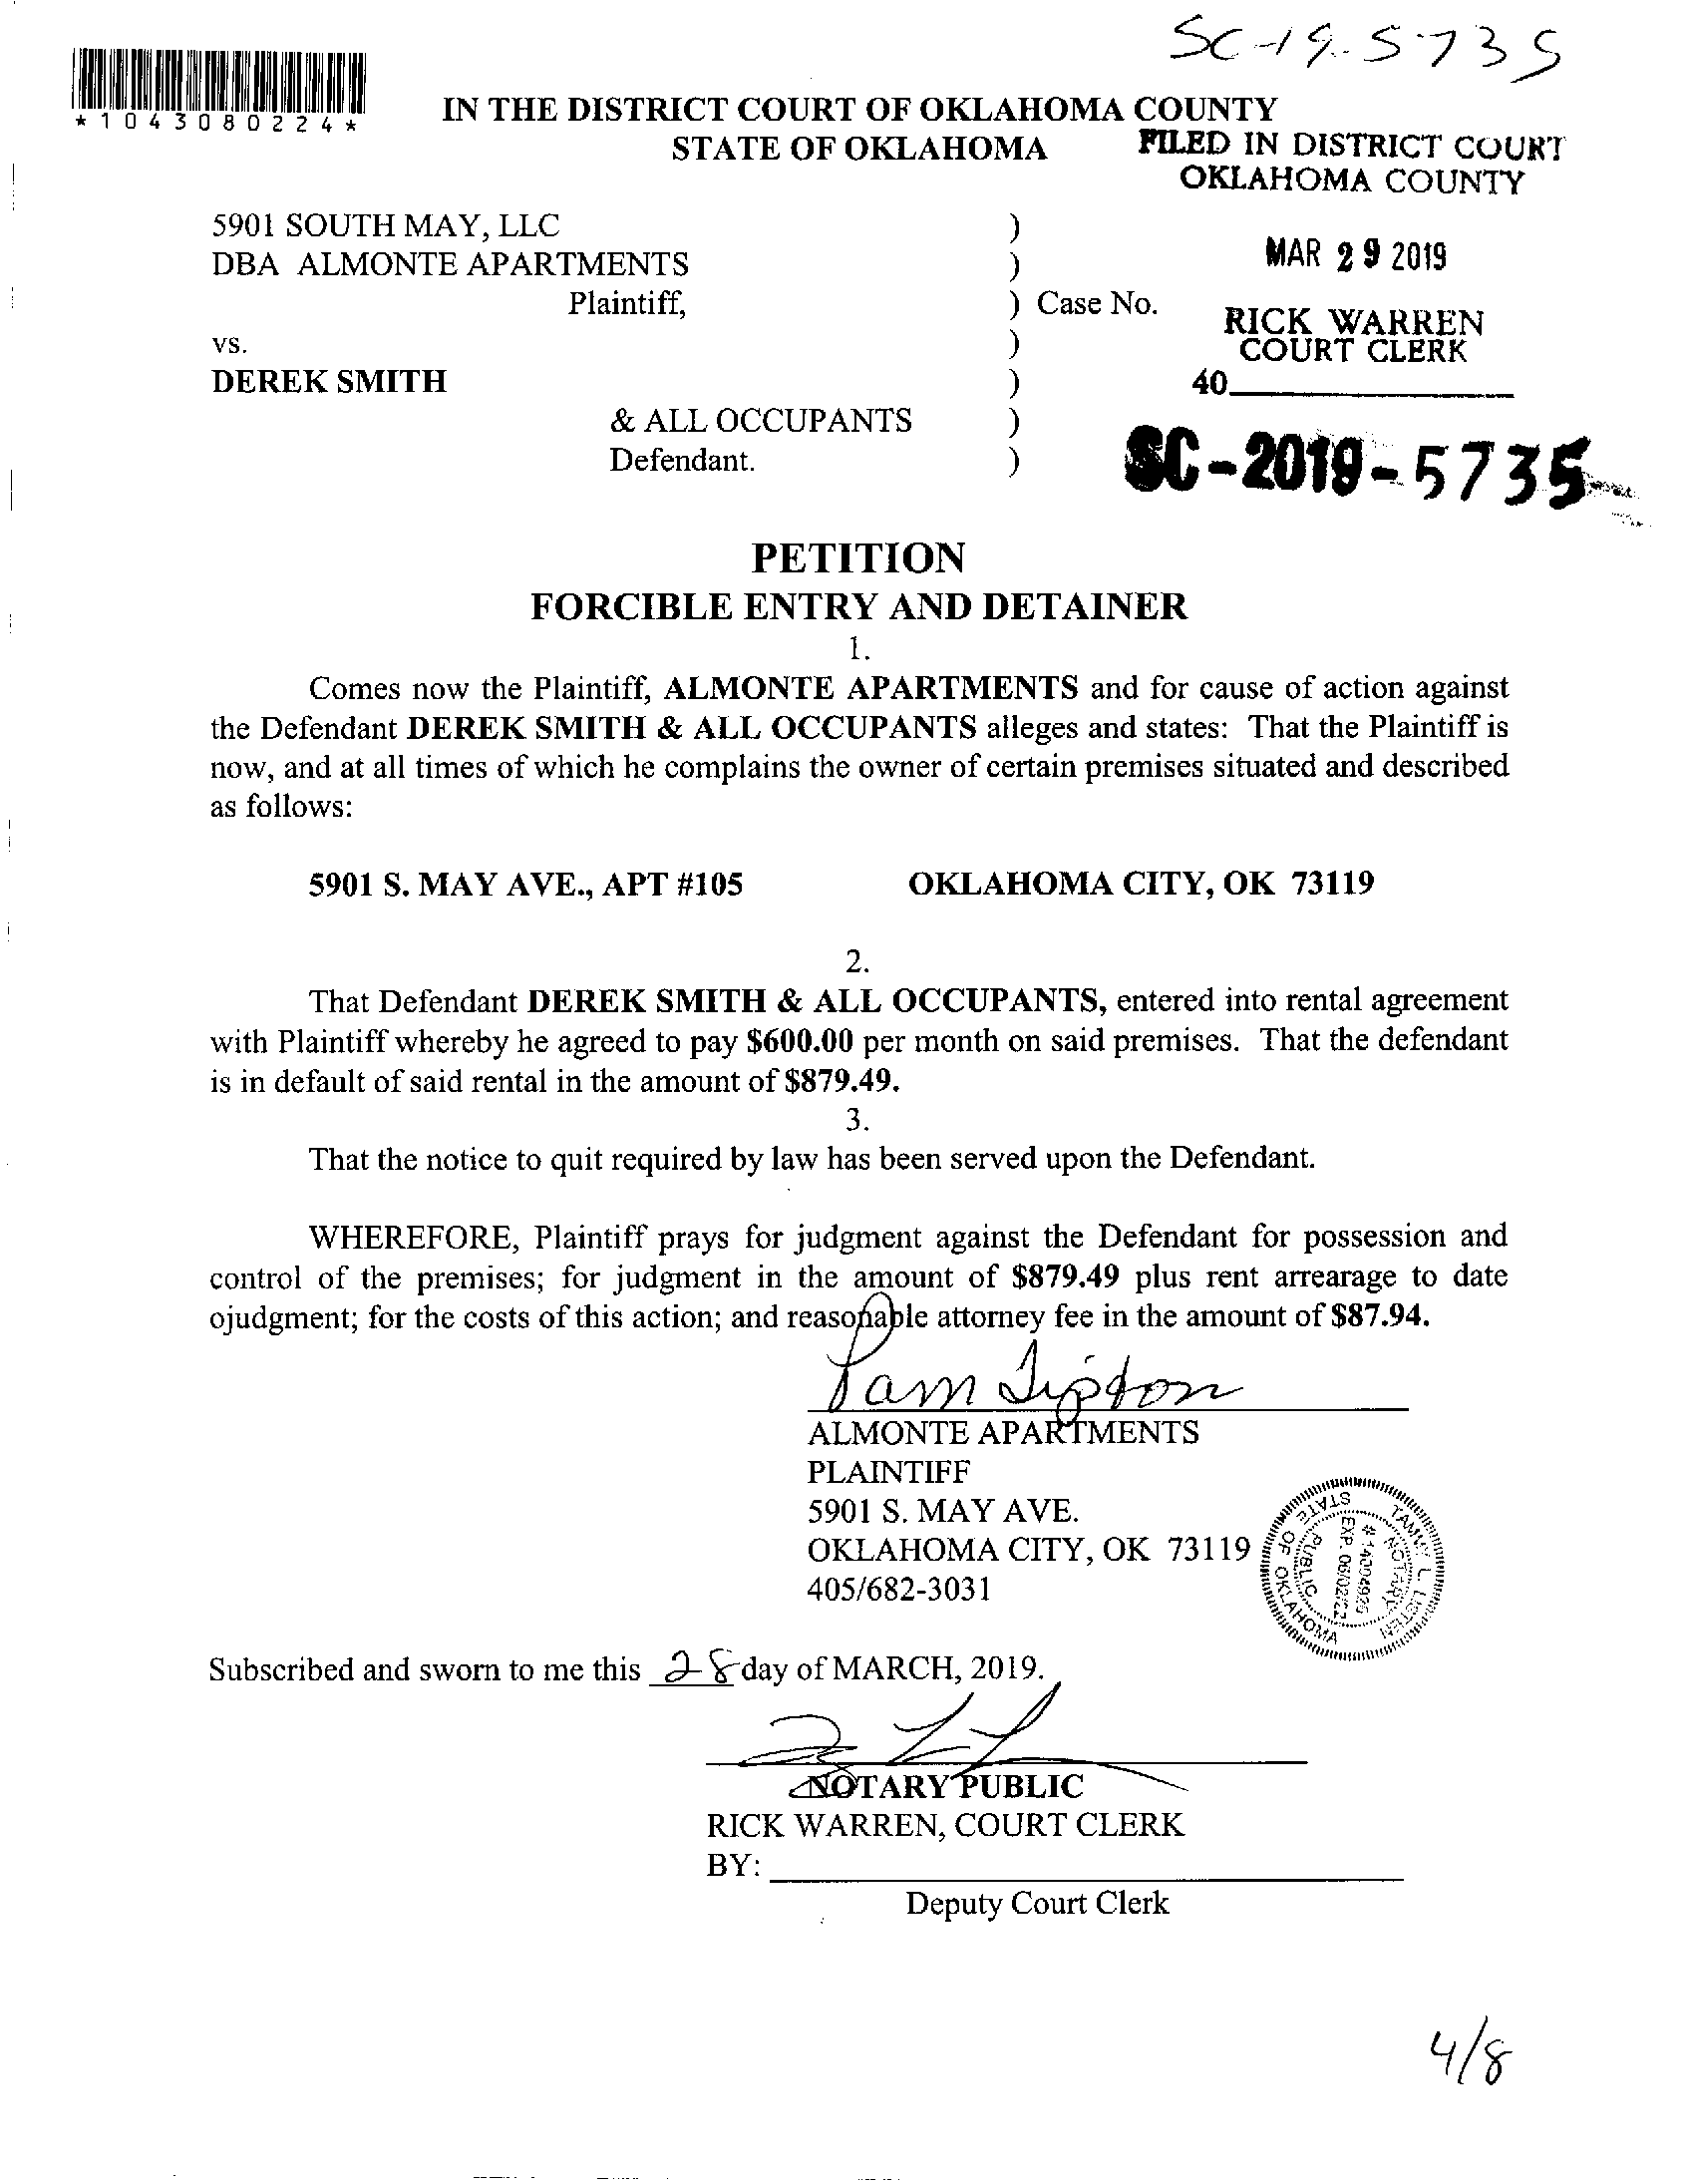 SC-19-5735
*1043080224*
IN THE DISTRICT COURT OF OKLAHOMA COUNTY
STATE OF OKLAHOMA
FILED IN DISTRICT COURT
OKLAHOMA COUNTY
MAR 29 2019
RICK WARREN
COURT CLERK
40
5901 SOUTH MAY, LLC )
DBA ALMONTE APARTMENTS )
Plaintiff, ) Case No.
vs. )
DEREK SMITH )
& ALL OCCUPANTS )
Defendant. )
SC-2019-5735
PETITION
FORCIBLE ENTRY AND DETAINER
1.
Comes now the Plaintiff, ALMONTE APARTMENTS and for cause of action against
the Defendant DEREK SMITH & ALL OCCUPANTS alleges and states: That the Plaintiff is
now, and at all times of which he complains the owner of certain premises situated and described
as follows:
5901 S. MAY AVE., APT #105 OKLAHOMA CITY, OK 73119
2.
That Defendant DEREK SMITH & ALL OCCUPANTS, entered into rental agreement
with Plaintiff whereby he agreed to pay $600.00 per month on said premises. That the defendant
is in default of said rental in the amount of $879.49.
3.
That the notice to quit required by law has been served upon the Defendant.
WHEREFORE, Plaintiff prays for judgment against the Defendant for possession and
control of the premises; for judgment in the amount of $879.49 plus rent arrearage to date
ojudgment; for the costs of this action; and reasonable attorney fee in the amount of $87.94.
Pam Tipton
ALMONTE APARTMENTS
PLAINTIFF
5901 S. MAY AVE.
OKLAHOMA CITY, OK 73119
405/682-3031
TAMMY L. LISTEN
NOTARY PUBLIC
STATE OF OKLAHOMA
# 14004926
EXP. 06/02/22
Subscribed and sworn to me this 28 day of MARCH, 2019.
NOTARY PUBLIC
RICK WARREN, COURT CLERK
BY:
Deputy Court Clerk
4/8